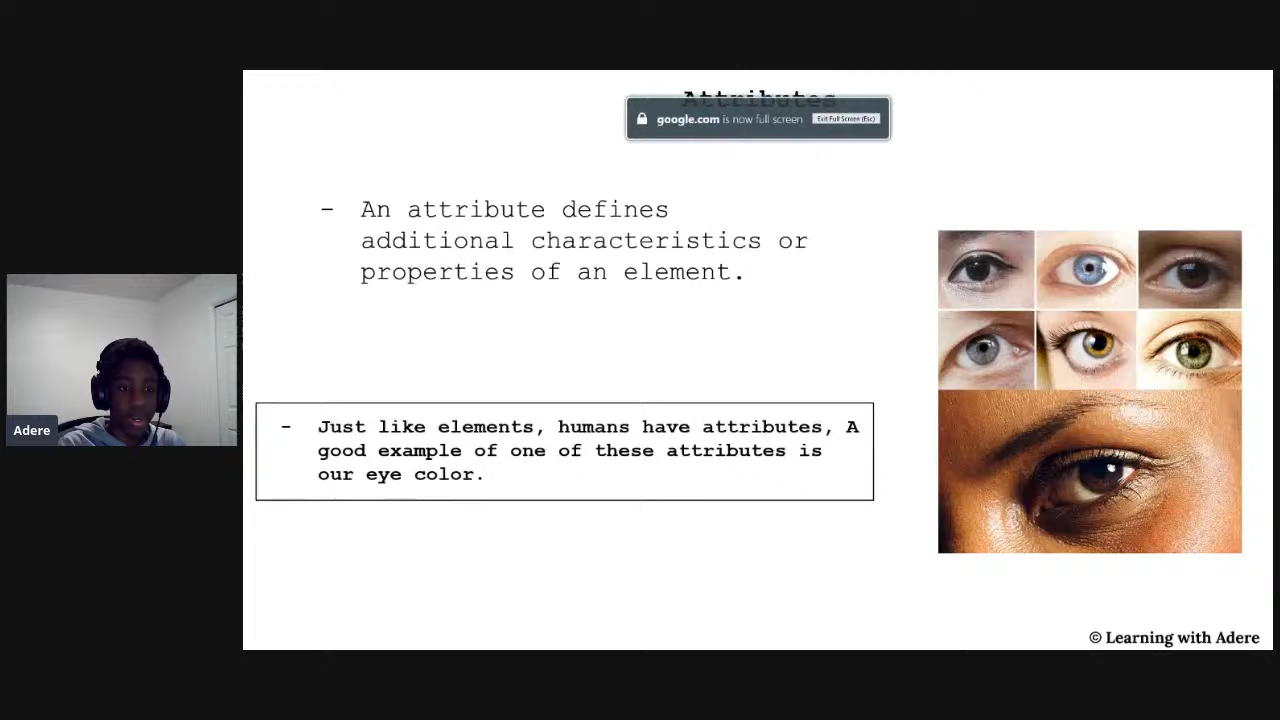 Attributes
google.com is now full screen Exit Full Screen (Esc)
- An attribute defines
additional characteristics or
properties of an element.
- Just like elements, humans have attributes, A
good example of one of these attributes is
our eye color.
Adere
© Learning with Adere